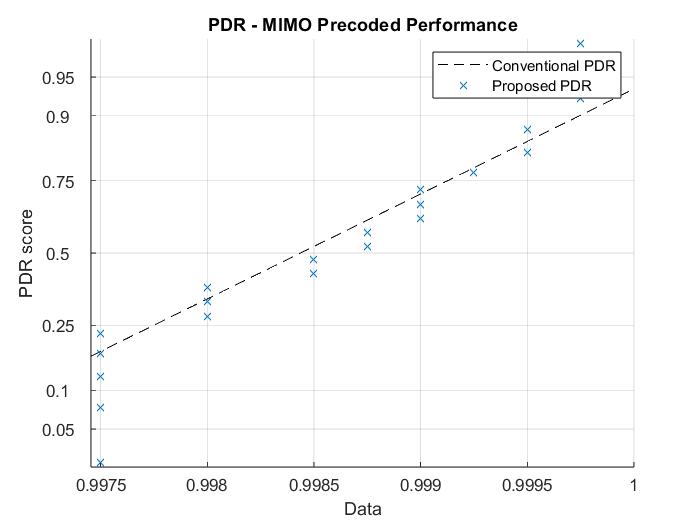 PDR - MIMO Precoded Performance
Conventional PDR
Proposed PDR
PDR score
0.95
0.9
0.75
0.5
0.25
0.1
0.05
0.9975 0.998 0.9985 0.999 0.9995 1
Data